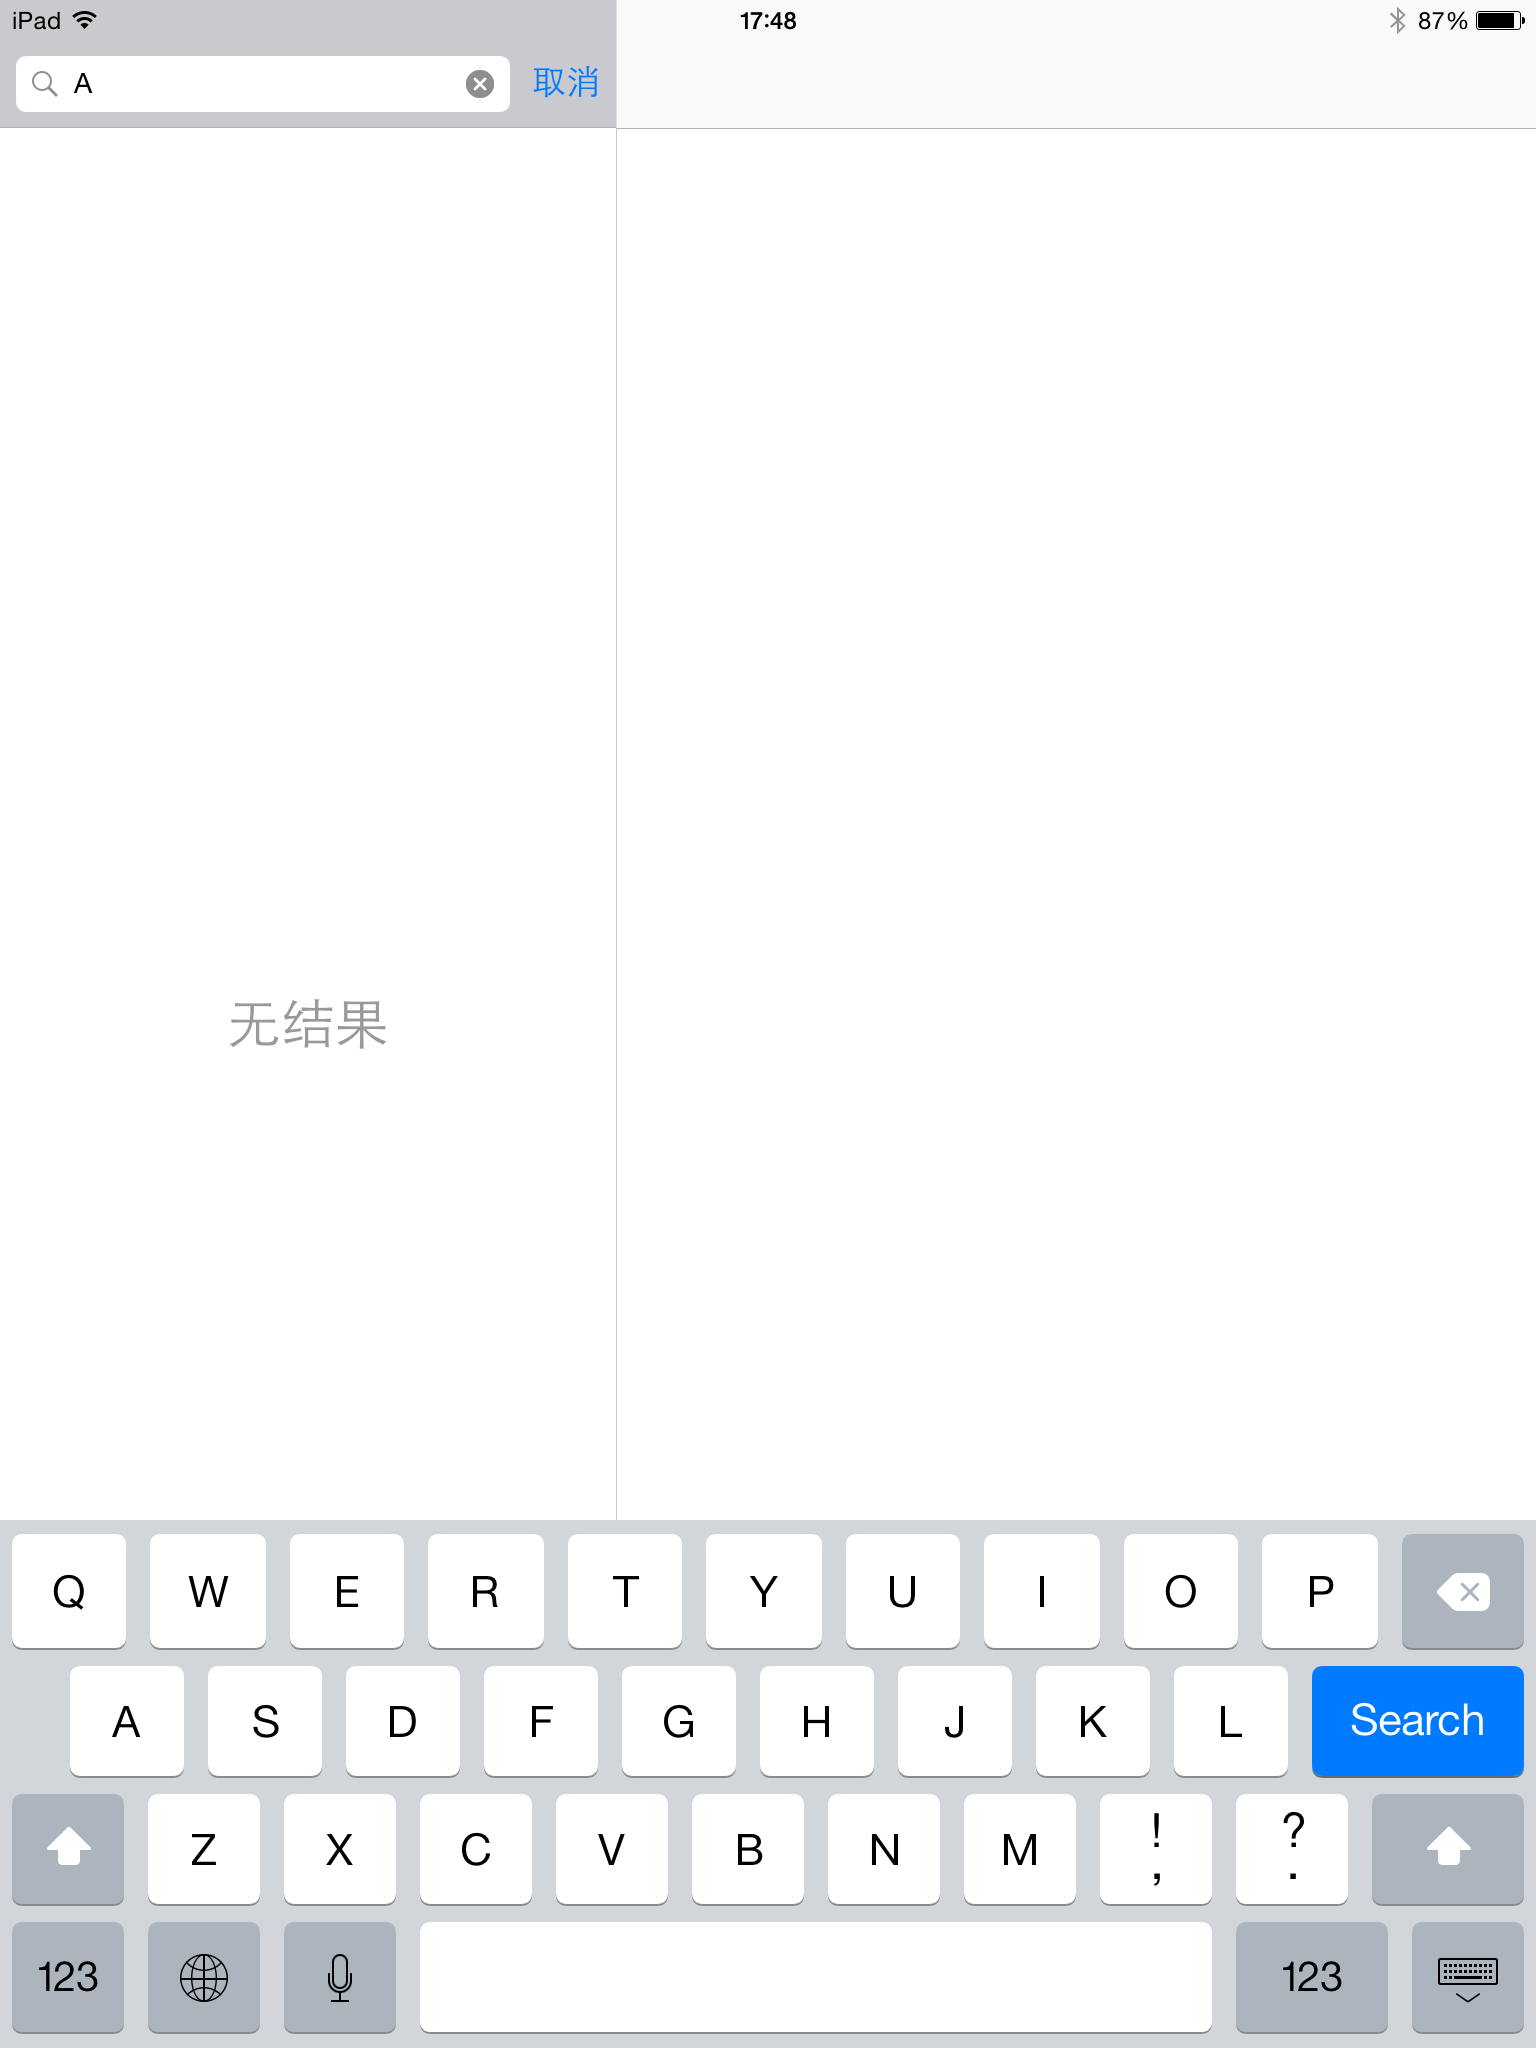 iPad 17:48 87%
A 取消
无结果
Q W E R T Y U I O P
A S D F G H J K L Search
Z X C V B N M ! , ? .
123 123